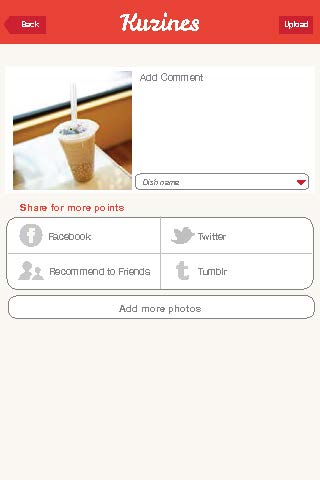 Back
Kuzines
Upload
Add Comment
Dish name
Share for more points
Facebook
Twitter
Recommend to Friends
Tumblr
Add more photos